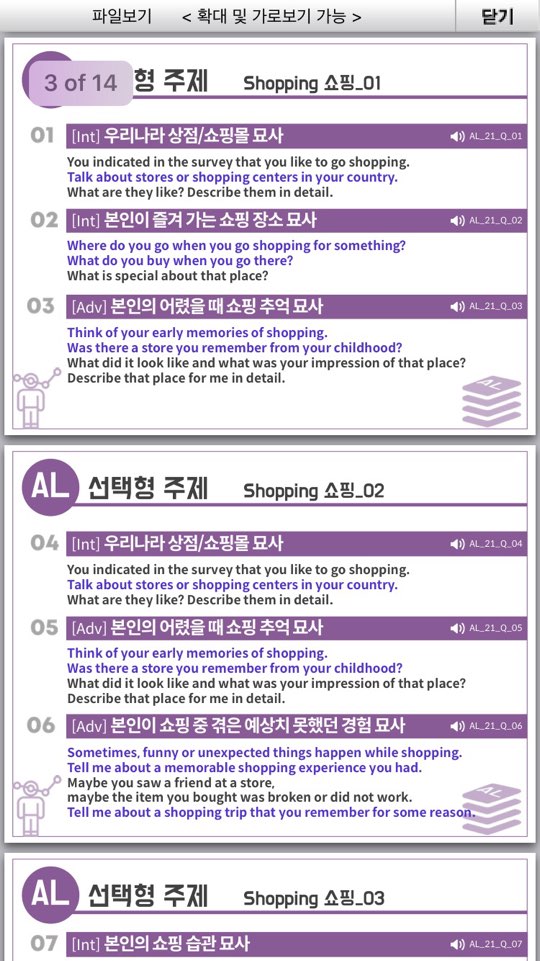 파일보기 < 확대 및 가로보기 가능 > 닫기
3 of 14
형 주제 Shopping 쇼핑_01
01 [Int] 우리나라 상점/쇼핑몰 묘사 AL_21_Q_01
You indicated in the survey that you like to go shopping.
Talk about stores or shopping centers in your country.
What are they like? Describe them in detail.
02 [Int] 본인이 즐겨 가는 쇼핑 장소 묘사 AL_21_Q_02
Where do you go when you go shopping for something?
What do you buy when you go there?
What is special about that place?
03 [Adv] 본인의 어렸을 때 쇼핑 추억 묘사 AL_21_Q_03
Think of your early memories of shopping.
Was there a store you remember from your childhood?
What did it look like and what was your impression of that place?
Describe that place for me in detail.
AL
AL 선택형 주제 Shopping 쇼핑_02
04 [Int] 우리나라 상점/쇼핑몰 묘사 AL_21_Q_04
You indicated in the survey that you like to go shopping.
Talk about stores or shopping centers in your country.
What are they like? Describe them in detail.
05 [Adv] 본인의 어렸을 때 쇼핑 추억 묘사 AL_21_Q_05
Think of your early memories of shopping.
Was there a store you remember from your childhood?
What did it look like and what was your impression of that place?
Describe that place for me in detail.
06 [Adv] 본인이 쇼핑 중 겪은 예상치 못했던 경험 묘사 AL_21_Q_06
Sometimes, funny or unexpected things happen while shopping.
Tell me about a memorable shopping experience you had.
Maybe you saw a friend at a store,
maybe the item you bought was broken or did not work.
Tell me about a shopping trip that you remember for some reason.
AL
AL 선택형 주제 Shopping 쇼핑_03
07 [Int] 본인의 쇼핑 습관 묘사 AL_21_Q_07